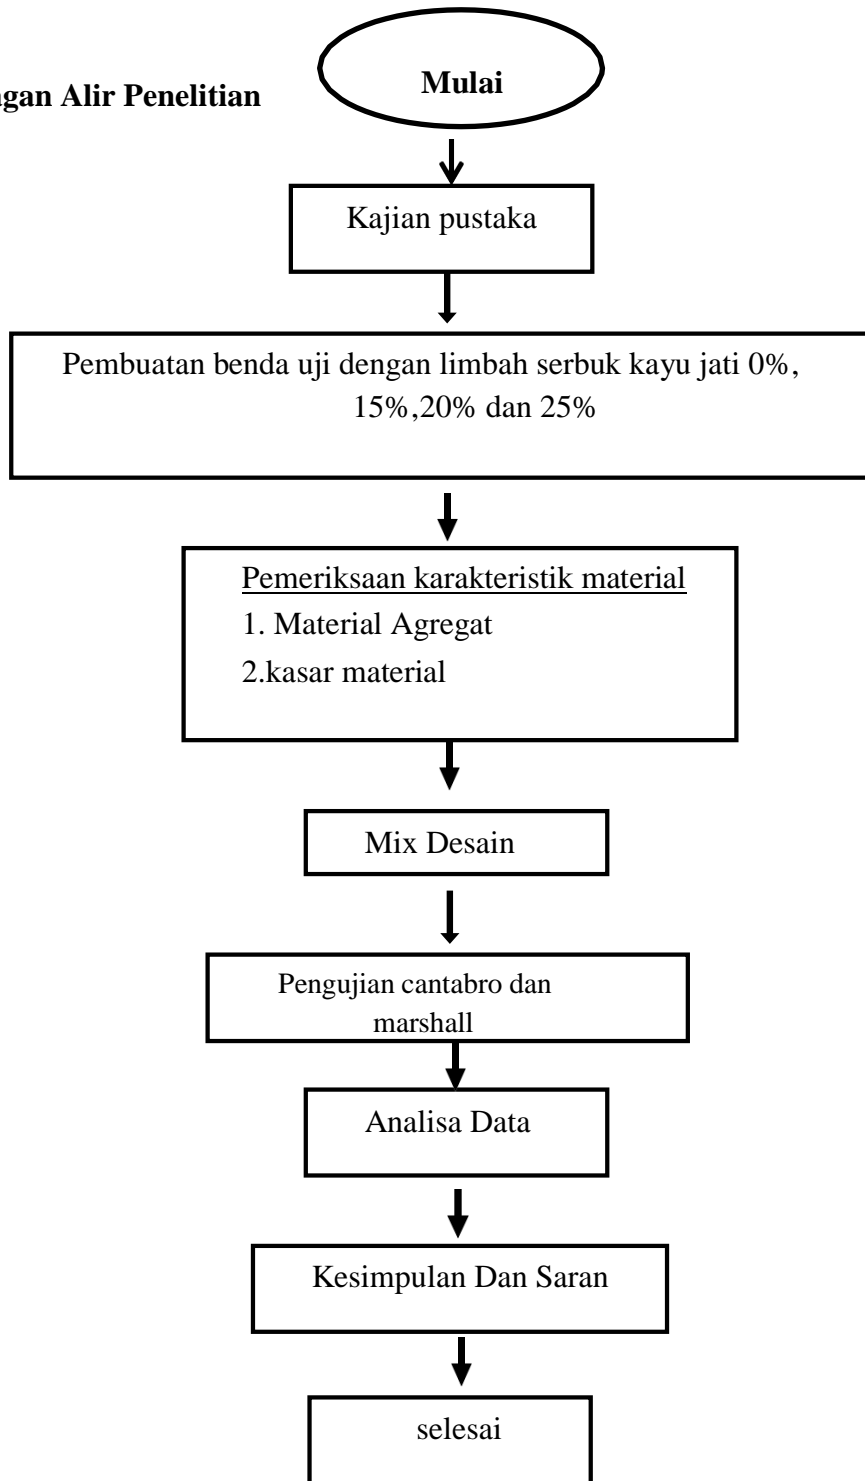 agan Alir Penelitian
Mulai
Kajian pustaka
Pembuatan benda uji dengan limbah serbuk kayu jati 0%,
15%,20% dan 25%
Pemeriksaan karakteristik material
1. Material Agregat
2.kasar material
Mix Desain
Pengujian cantabro dan
marshall
Analisa Data
Kesimpulan Dan Saran
selesai